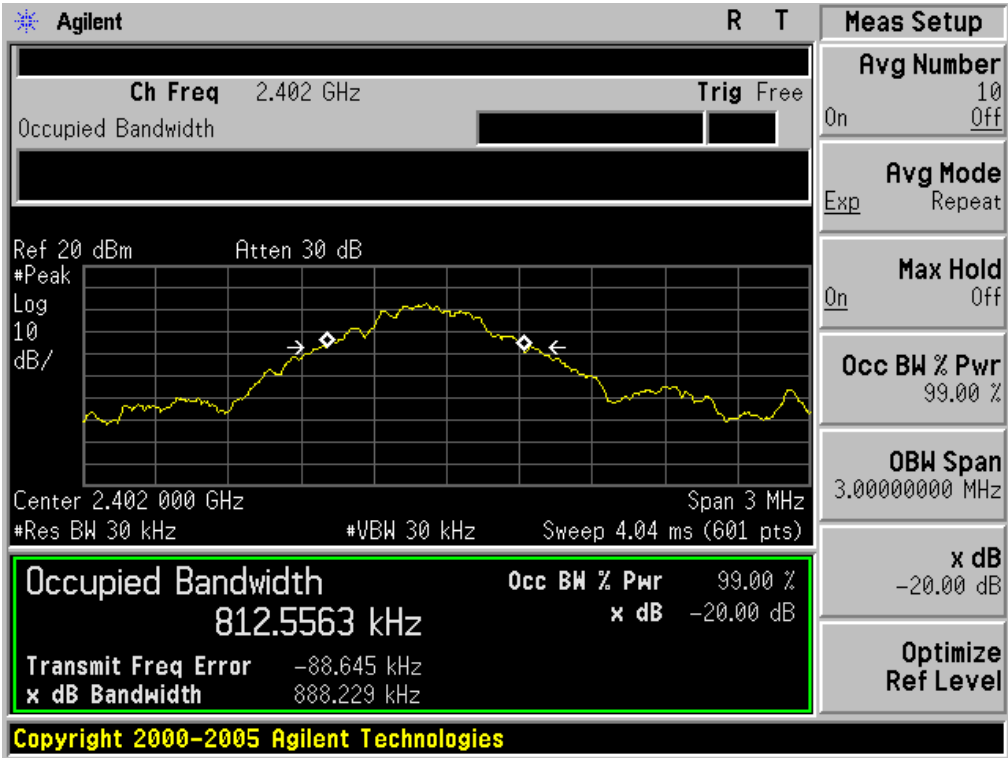 Agilent R T
Meas Setup
Ch Freq 2.402 GHz Trig Free
Occupied Bandwidth
Ref 20 dBm Atten 30 dB
#Peak
Log
10
dB/
Center 2.402 000 GHz Span 3 MHz
#Res BW 30 kHz #VBW 30 kHz Sweep 4.04 ms (601 pts)
Occupied Bandwidth
812.5563 kHz
Occ BW % Pwr 99.00 %
x dB -20.00 dB
Transmit Freq Error -88.645 kHz
x dB Bandwidth 888.229 kHz
Avg Number
10
On Off
Avg Mode
Exp Repeat
Max Hold
On Off
Occ BW % Pwr
99.00 %
OBW Span
3.00000000 MHz
x dB
-20.00 dB
Optimize
Ref Level
Copyright 2000-2005 Agilent Technologies